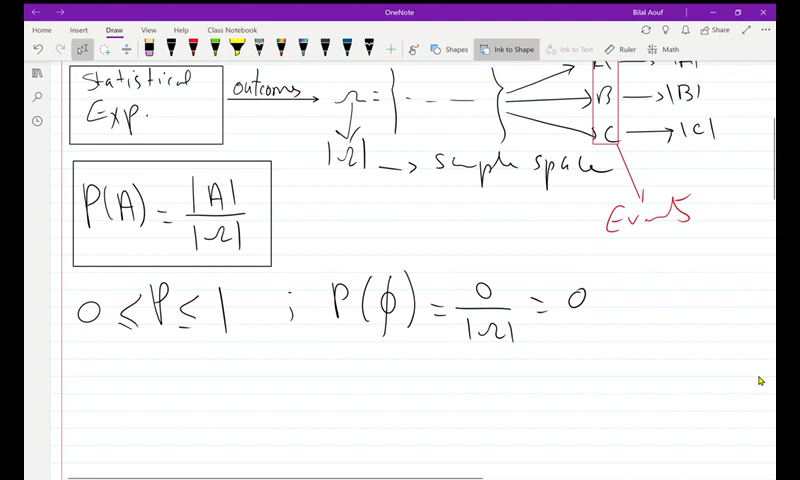 OneNote
Bilal Aouf
Home Insert Draw View Help Class Notebook
Share
Shapes Ink to Shape Ink to Text Ruler Math
Statistical
Exp.
outcomes
Ω = { - - - }
A → |A|
B → |B|
C → |C|
|Ω| → sample space
Events
P(A) = |A| / |Ω|
0 ≤ P ≤ 1 ; P(ϕ) = 0 / |Ω| = 0